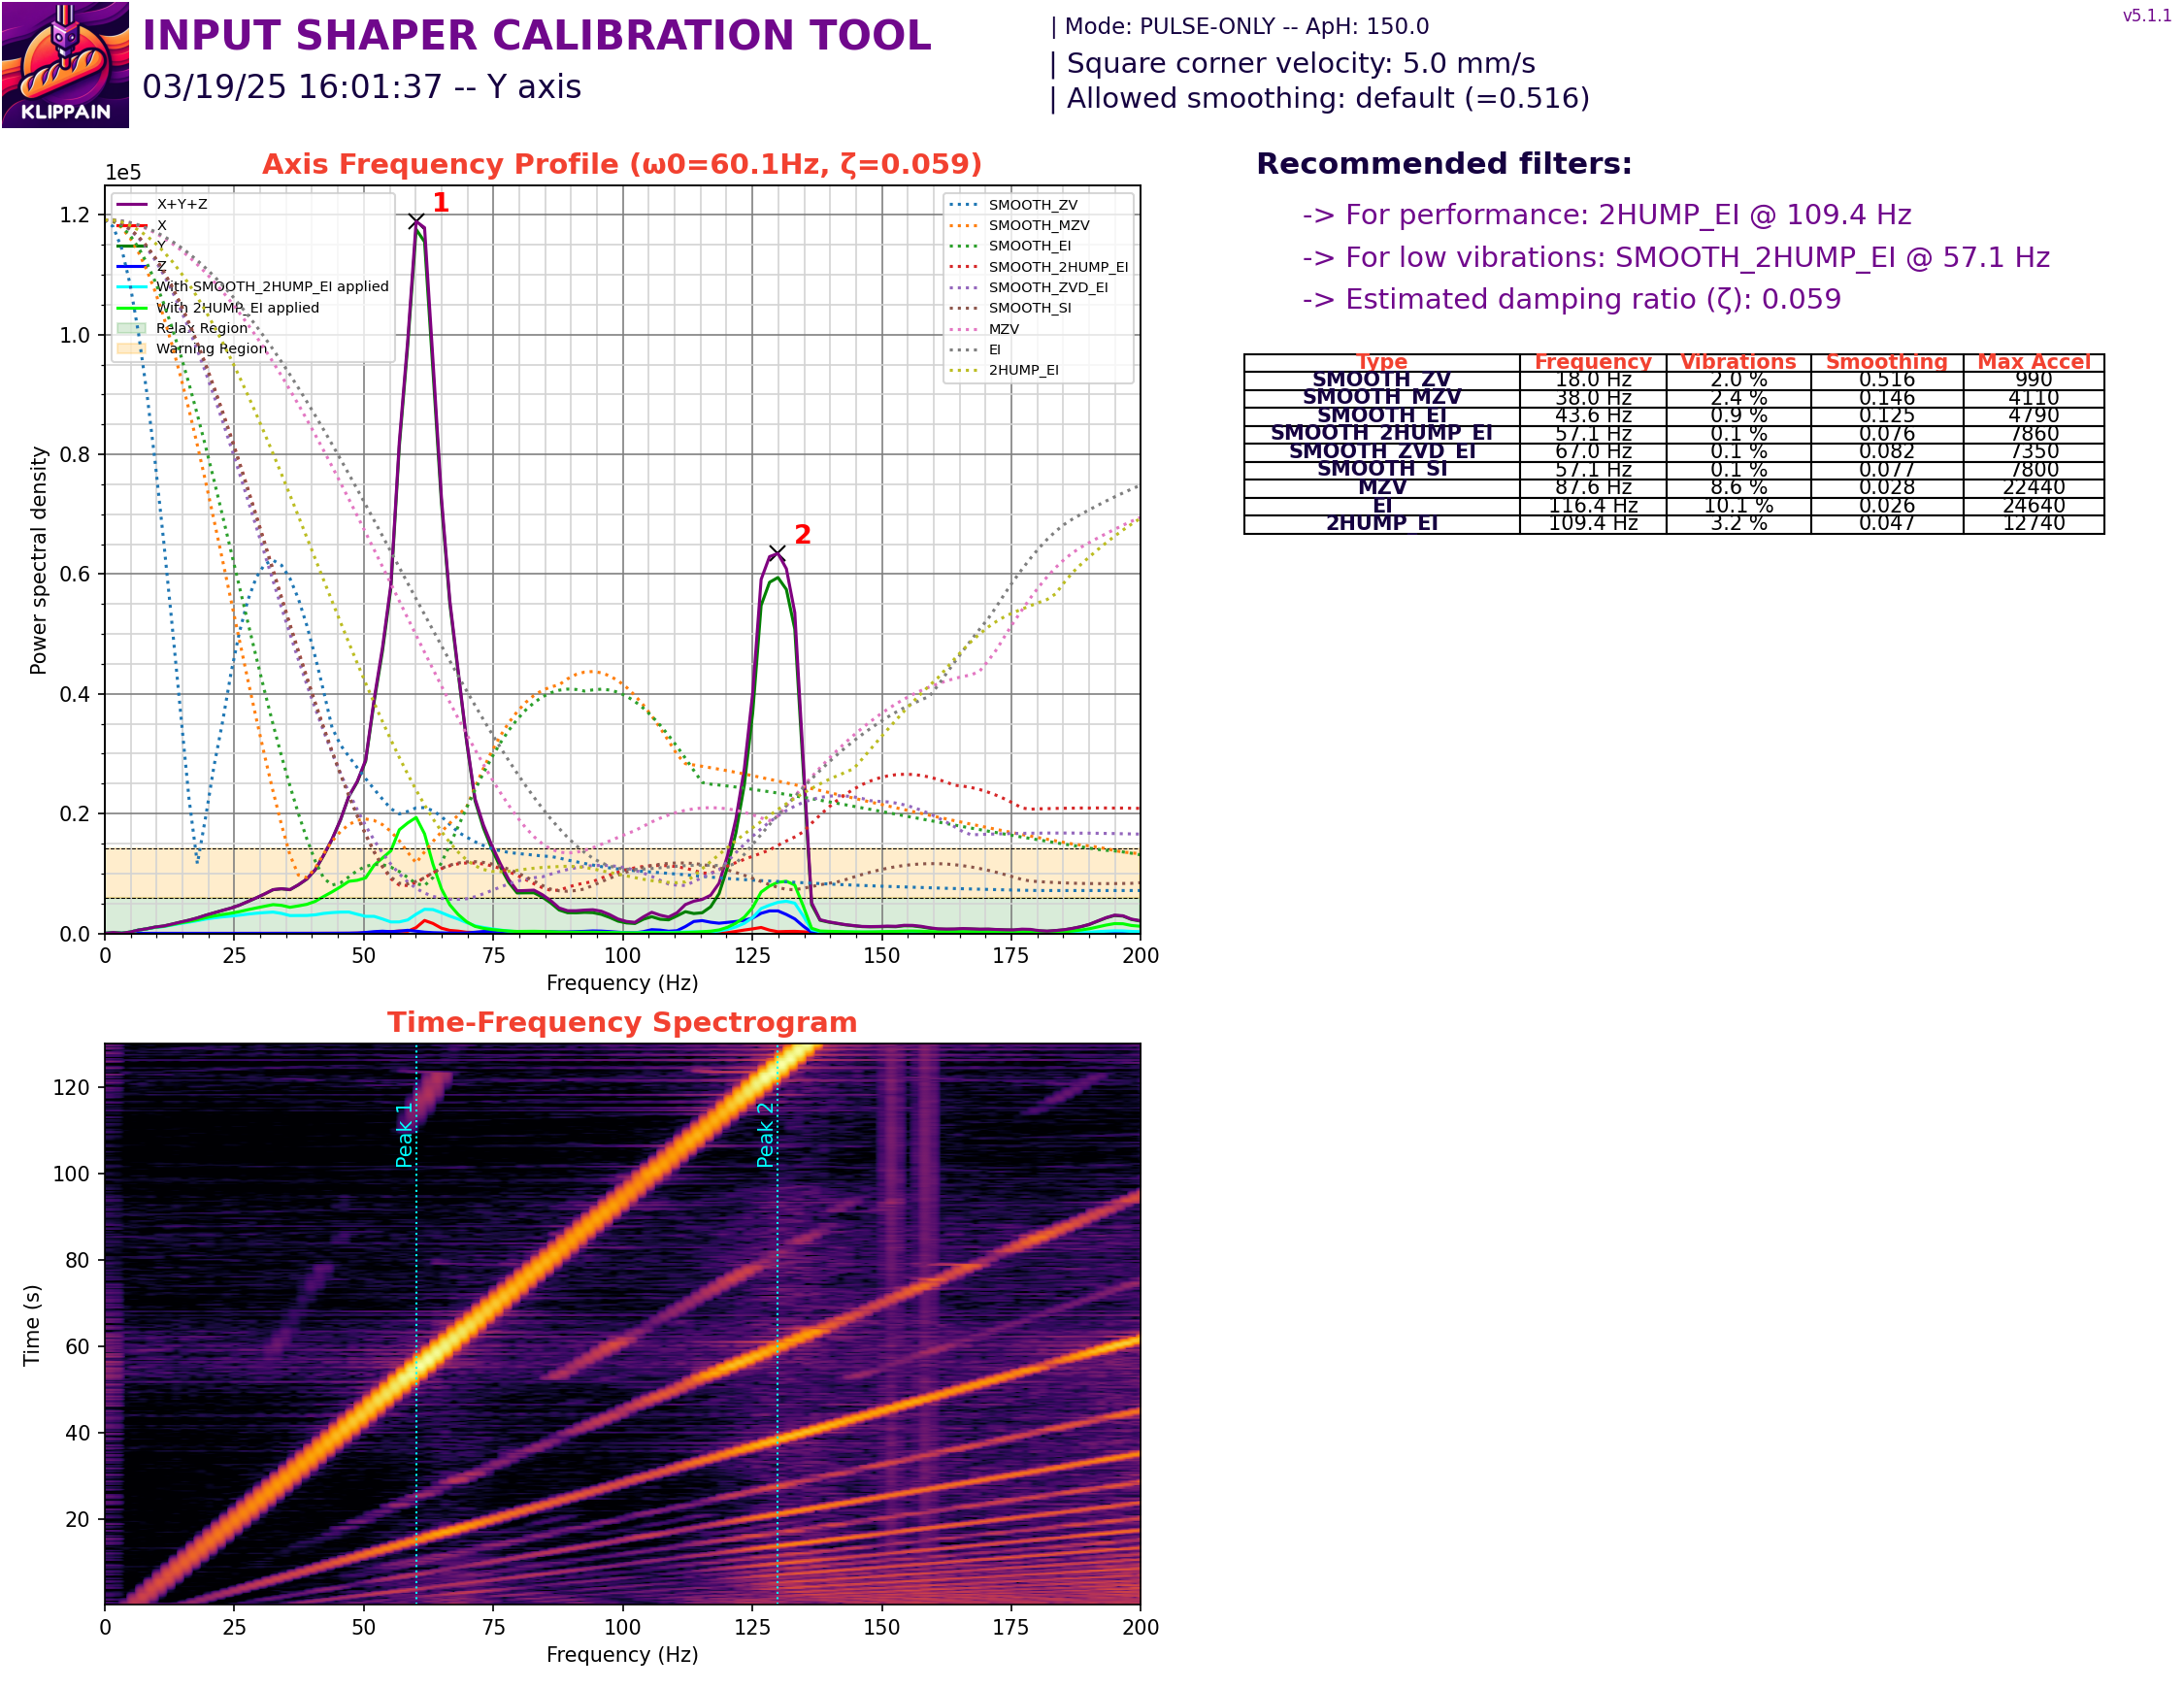 KLIPPAIN
INPUT SHAPER CALIBRATION TOOL
03/19/25 16:01:37 -- Y axis
| Mode: PULSE-ONLY -- ApH: 150.0
| Square corner velocity: 5.0 mm/s
| Allowed smoothing: default (=0.516)
v5.1.1
Axis Frequency Profile (ω0=60.1Hz, ζ=0.059)
1e5
Power spectral density
1.2
1.0
0.8
0.6
0.4
0.2
0.0
X+Y+Z
X
Y
Z
With SMOOTH_2HUMP_EI applied
With 2HUMP_EI applied
Relax Region
Warning Region
1
2
SMOOTH_ZV
SMOOTH_MZV
SMOOTH_EI
SMOOTH_2HUMP_EI
SMOOTH_ZVD_EI
SMOOTH_SI
MZV
EI
2HUMP_EI
0 25 50 75 100 125 150 175 200
Frequency (Hz)
Recommended filters:
-> For performance: 2HUMP_EI @ 109.4 Hz
-> For low vibrations: SMOOTH_2HUMP_EI @ 57.1 Hz
-> Estimated damping ratio (ζ): 0.059
Type Frequency Vibrations Smoothing Max Accel
SMOOTH_ZV 18.0 Hz 2.0 % 0.516 990
SMOOTH_MZV 38.0 Hz 2.4 % 0.146 4110
SMOOTH_EI 43.6 Hz 0.9 % 0.125 4790
SMOOTH_2HUMP_EI 57.1 Hz 0.1 % 0.076 7860
SMOOTH_ZVD_EI 67.0 Hz 0.1 % 0.082 7350
SMOOTH_SI 57.1 Hz 0.1 % 0.077 7800
MZV 87.6 Hz 8.6 % 0.028 22440
EI 116.4 Hz 10.1 % 0.026 24640
2HUMP_EI 109.4 Hz 3.2 % 0.047 12740
Time-Frequency Spectrogram
Time (s)
120
100
80
60
40
20
Peak 1
Peak 2
0 25 50 75 100 125 150 175 200
Frequency (Hz)